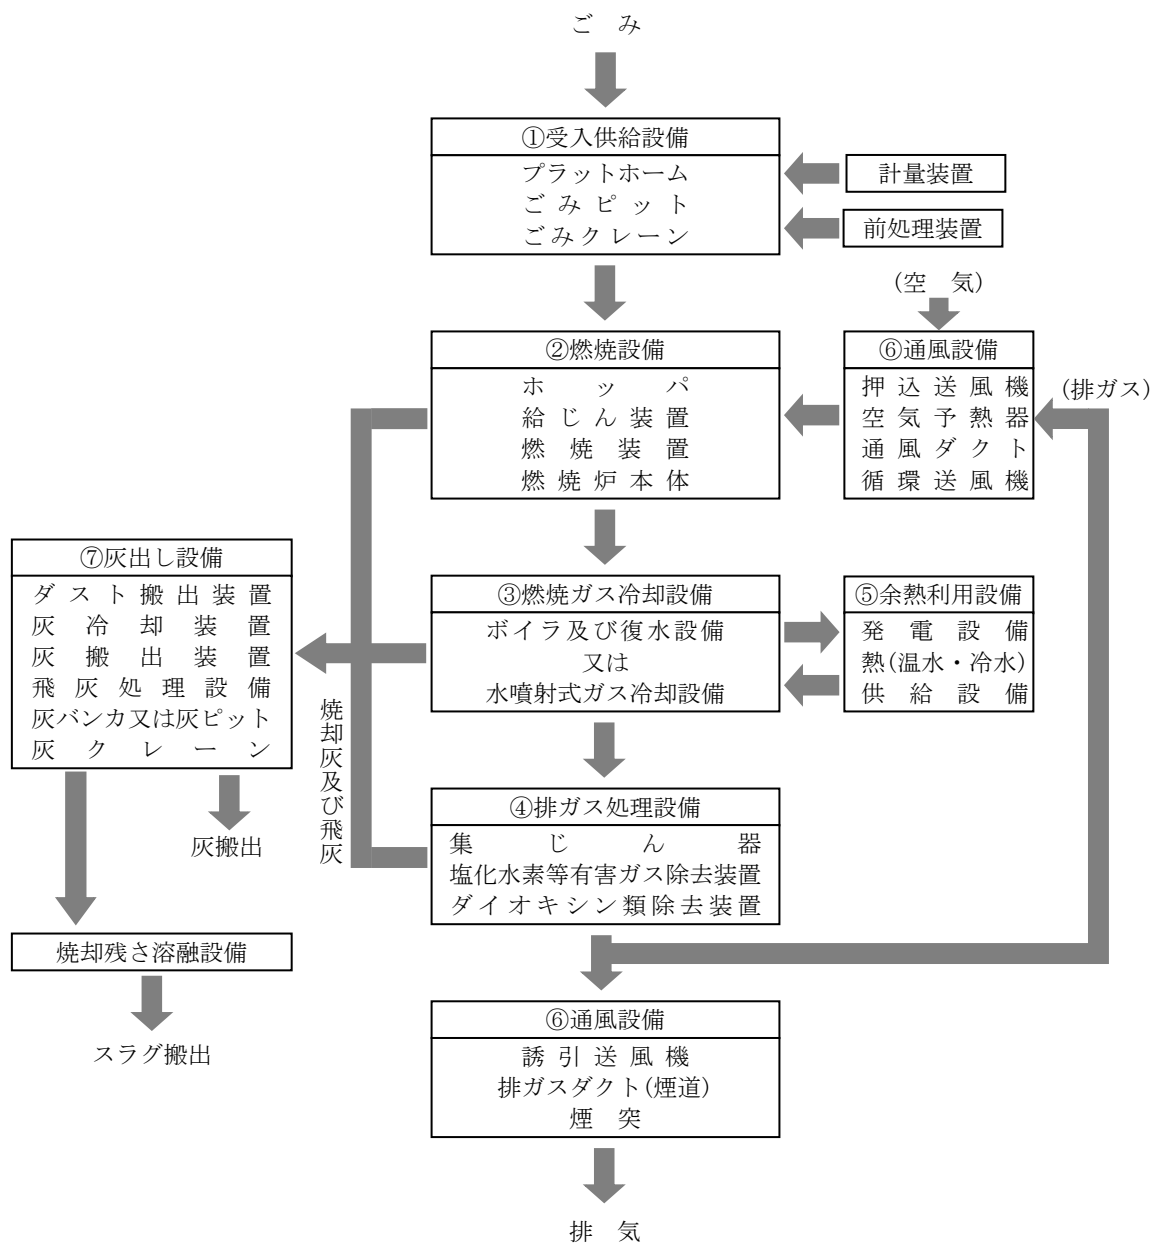 ごみ
①受入供給設備
プラットホーム
ごみピット
ごみクレーン
計量装置
前処理装置
(空気)
②燃焼設備
ホッパ
給じん装置
燃焼装置
燃焼炉本体
⑥通風設備
押込送風機
空気予熱器
通風ダクト
循環送風機
(排ガス)
⑦灰出し設備
ダスト搬出装置
灰冷却装置
灰搬出装置
飛灰処理設備
灰バンカ又は灰ピット
灰クレーン
③燃焼ガス冷却設備
ボイラ及び復水設備
又は
水噴射式ガス冷却設備
⑤余熱利用設備
発電設備
熱(温水・冷水)
供給設備
焼却灰及び飛灰
灰搬出
④排ガス処理設備
集じん器
塩化水素等有害ガス除去装置
ダイオキシン類除去装置
焼却残さ溶融設備
スラグ搬出
⑥通風設備
誘引送風機
排ガスダクト(煙道)
煙突
排気